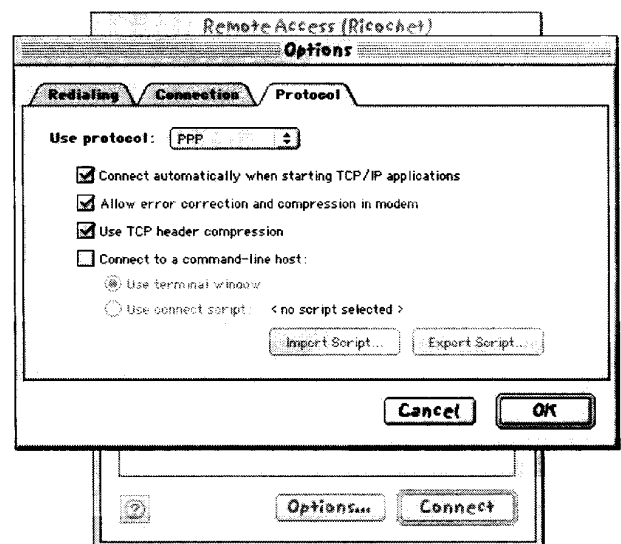 Remote Access (Ricochet)
Options
Redialing Connection Protocol
Use protocol: PPP
Connect automatically when starting TCP/IP applications
Allow error correction and compression in modem
Use TCP header compression
Connect to a command-line host:
Use terminal window
Use connect script: < no script selected >
Import Script... Export Script...
Cancel OK
? Options... Connect